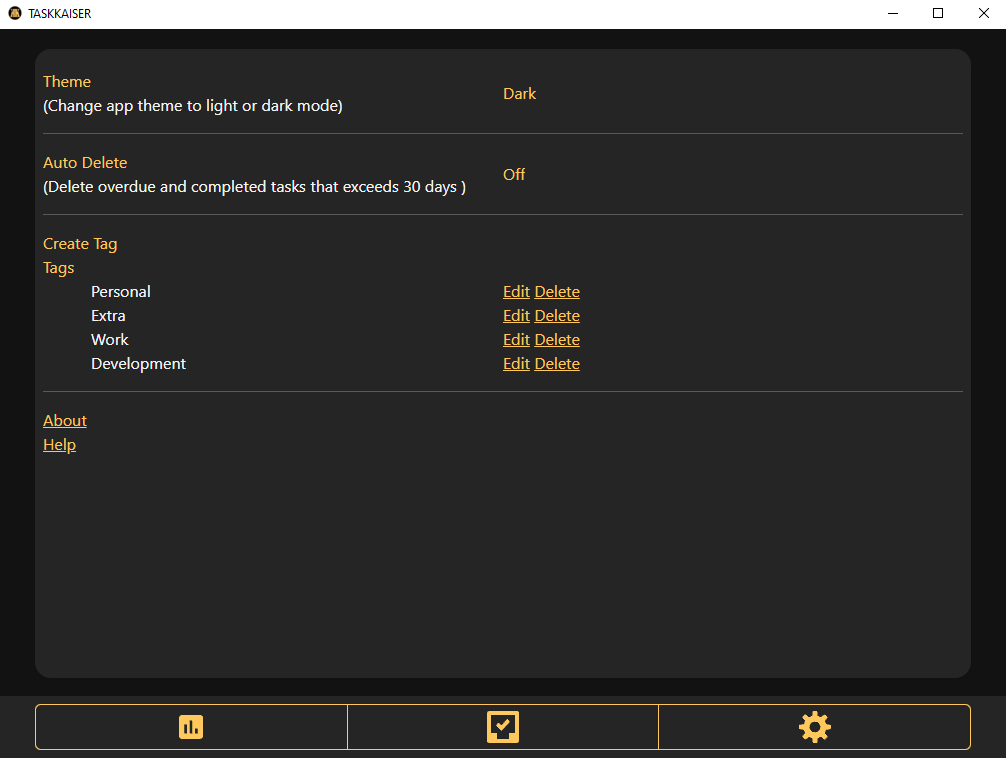 TASKKAISER
Theme
(Change app theme to light or dark mode)
Dark
Auto Delete
(Delete overdue and completed tasks that exceeds 30 days )
Off
Create Tag
Tags
Personal Edit Delete
Extra Edit Delete
Work Edit Delete
Development Edit Delete
About
Help